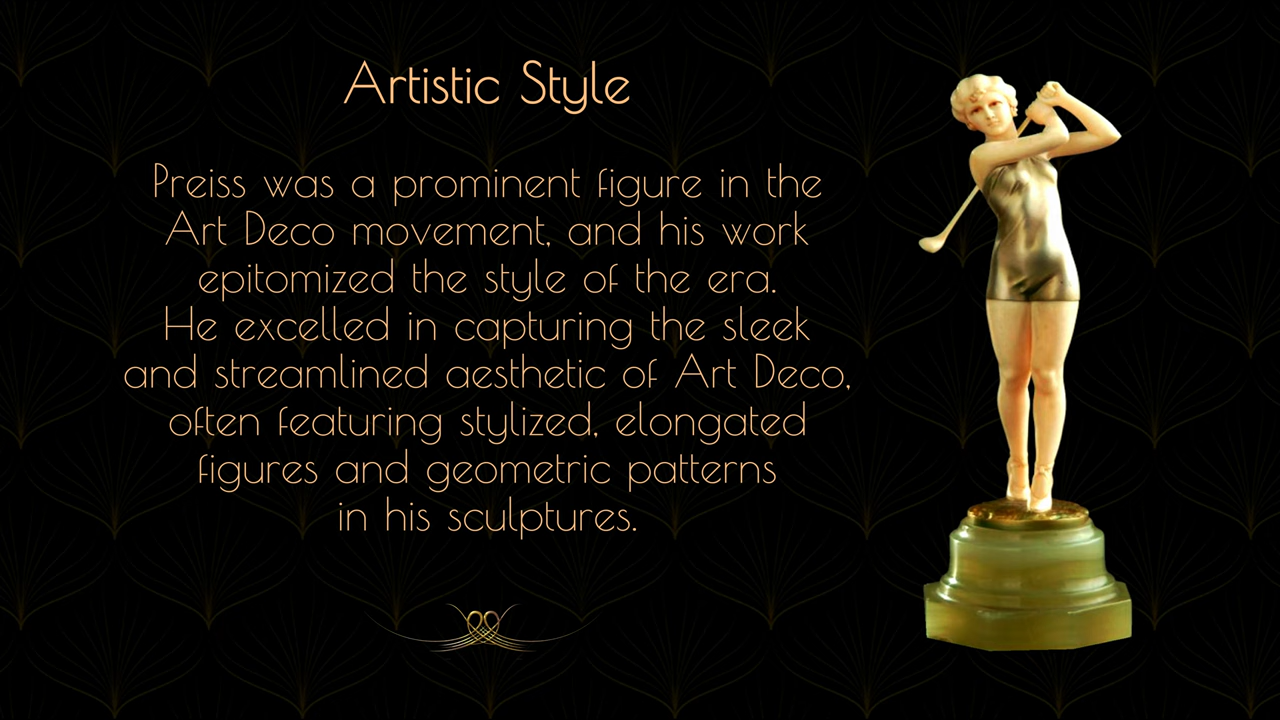 Artistic Style
Preiss was a prominent figure in the
Art Deco movement, and his work
epitomized the style of the era.
He excelled in capturing the sleek
and streamlined aesthetic of Art Deco,
often featuring stylized, elongated
figures and geometric patterns
in his sculptures.